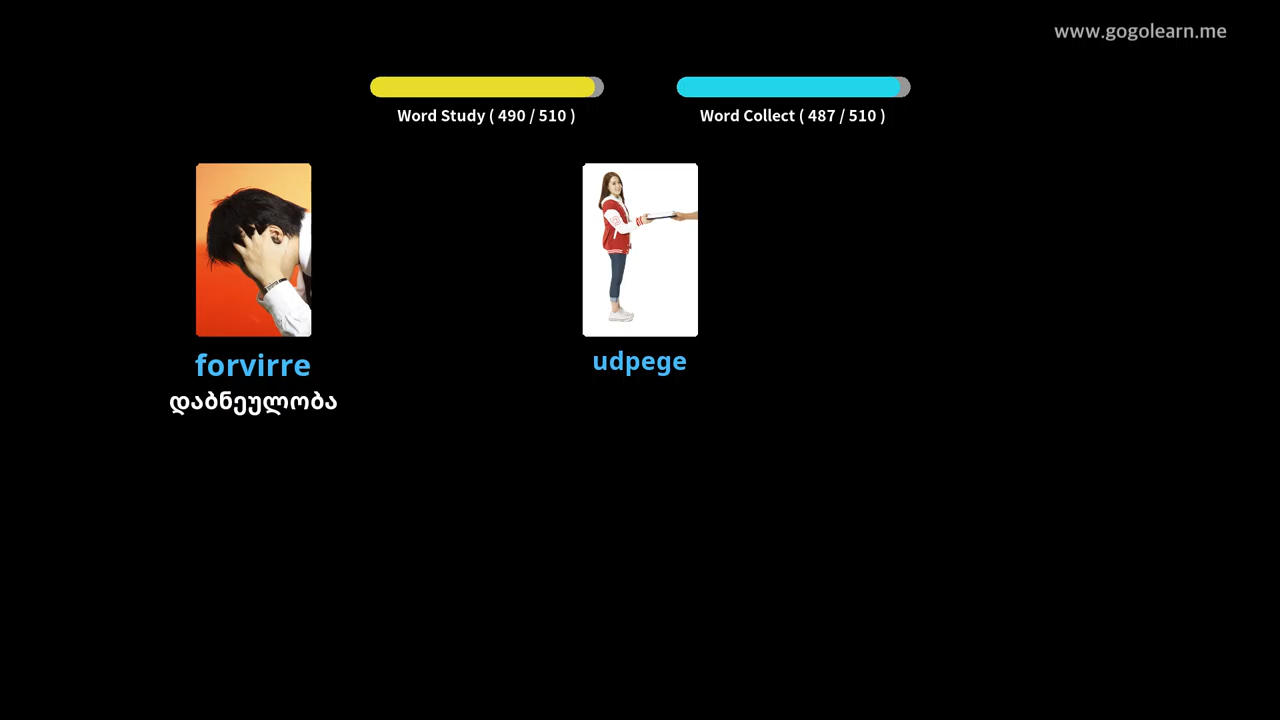 www.gogolearn.me
Word Study ( 490 / 510 )
Word Collect ( 487 / 510 )
forvirre
დაბნეულობა
udpege